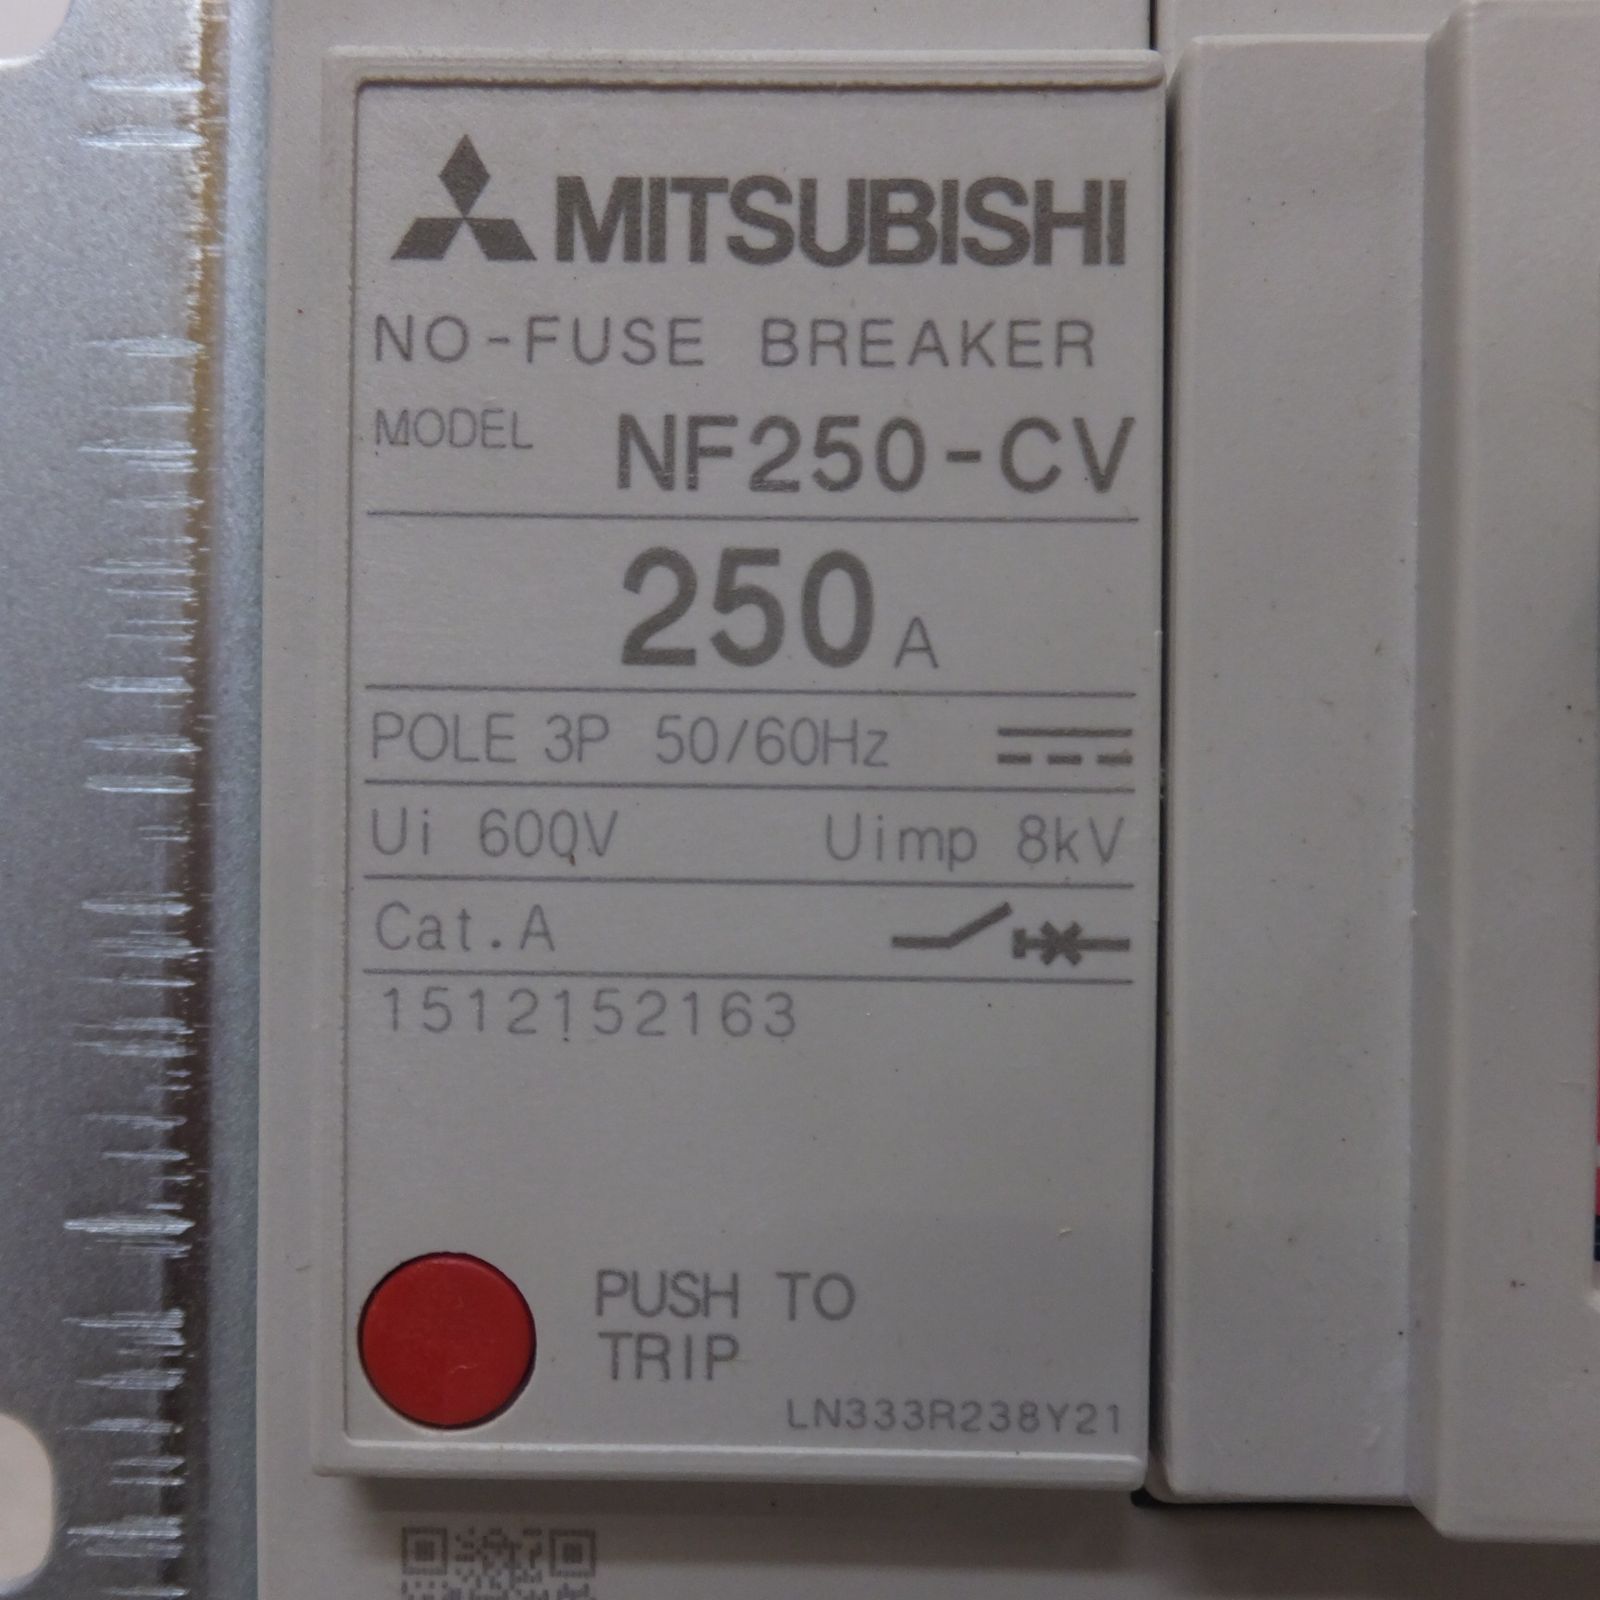 MITSUBISHI
NO-FUSE BREAKER
MODEL NF250-CV
250 A
POLE 3P 50/60Hz
Ui 600V Uimp 8kV
Cat.A
1512152163
PUSH TO
TRIP
LN333R238Y21